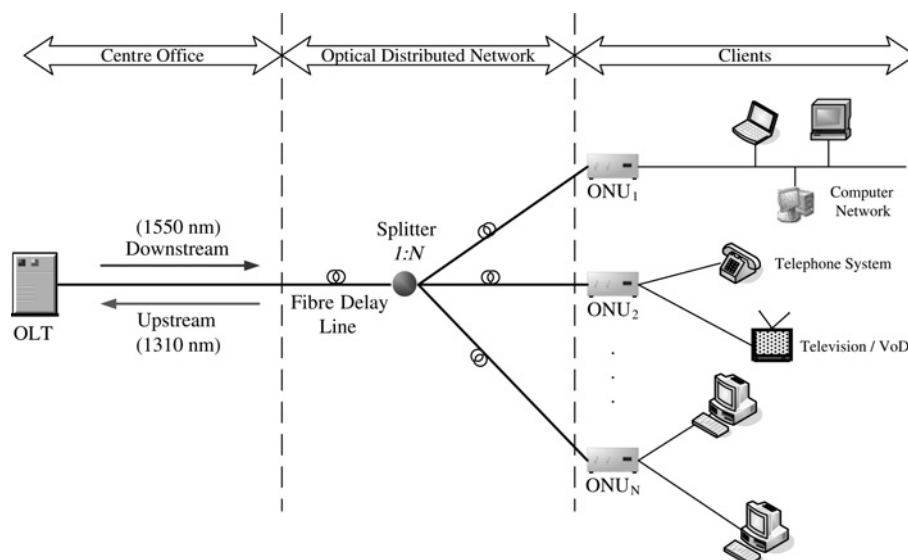 Centre Office
Optical Distributed Network
Clients
ONU1
Computer
Network
(1550 nm)
Downstream
Splitter
1:N
Telephone System
OLT
Upstream
(1310 nm)
Fibre Delay
Line
ONU2
Television / VoD
.
.
.
ONUN